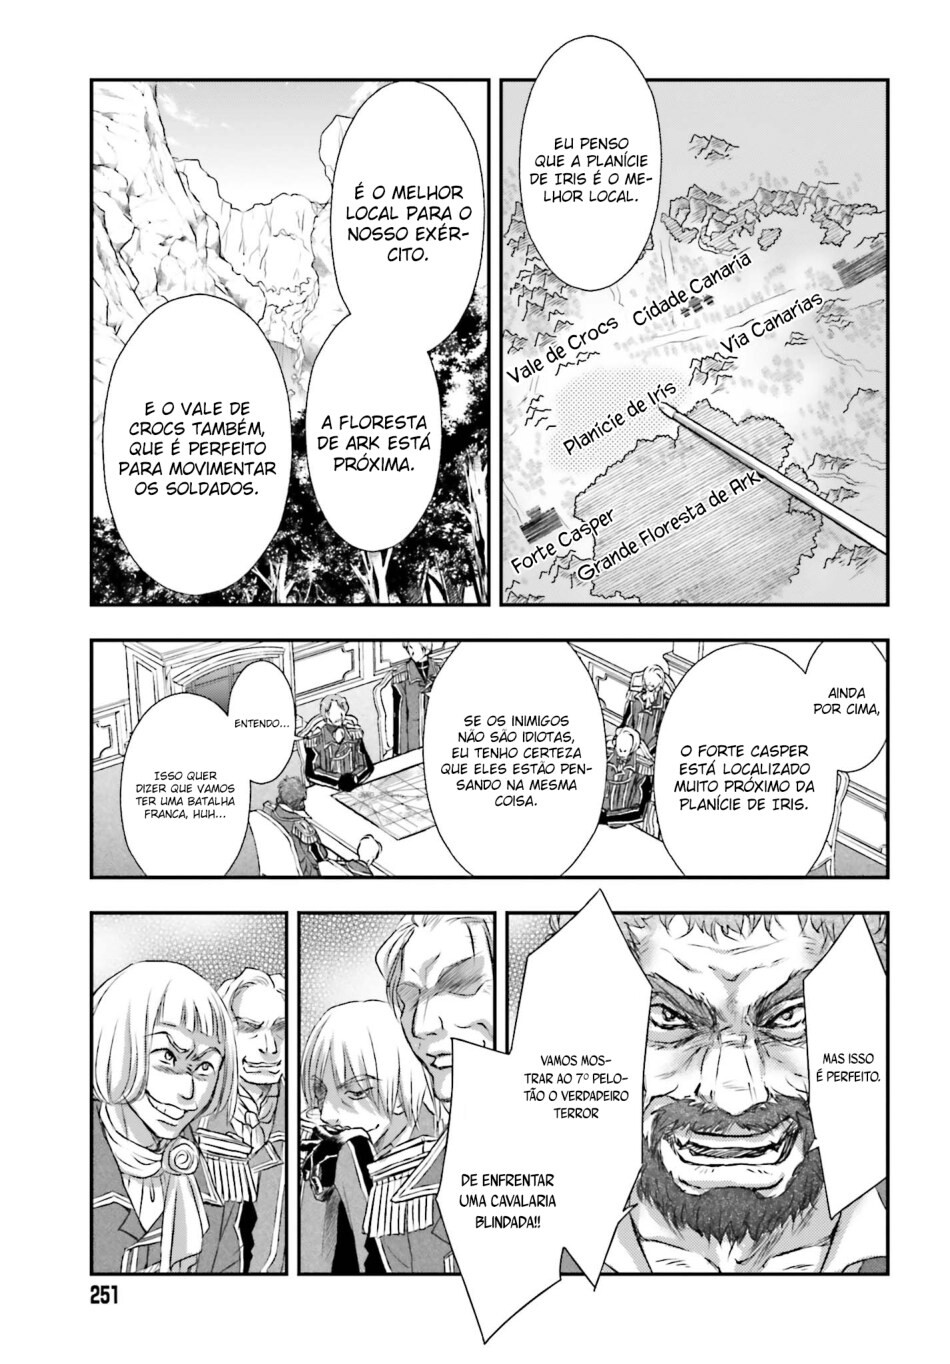 EU PENSO
QUE A PLANÍCIE
DE IRIS É O ME-
LHOR LOCAL.
Cidade Canaria
Vale de Crocs
Via Canarias
Planície de Iris
Grande Floresta de Ark
Forte Casper
É O MELHOR
LOCAL PARA O
NOSSO EXÉR-
CITO.
A FLORESTA
DE ARK ESTÁ
PRÓXIMA.
E O VALE DE
CROCS TAMBÉM,
QUE É PERFEITO
PARA MOVIMENTAR
OS SOLDADOS.
AINDA
POR CIMA,
O FORTE CASPER
ESTÁ LOCALIZADO
MUITO PRÓXIMO DA
PLANÍCIE DE IRIS.
SE OS INIMIGOS
NÃO SÃO IDIOTAS,
EU TENHO CERTEZA
QUE ELES ESTÃO PEN-
SANDO NA MESMA
COISA.
ENTENDO...
ISSO QUER
DIZER QUE VAMOS
TER UMA BATALHA
FRANCA, HUH...
MAS ISSO
É PERFEITO.
VAMOS MOS-
TRAR AO 7º PELO-
TÃO O VERDADEIRO
TERROR
DE ENFRENTAR
UMA CAVALARIA
BLINDADA!!
251